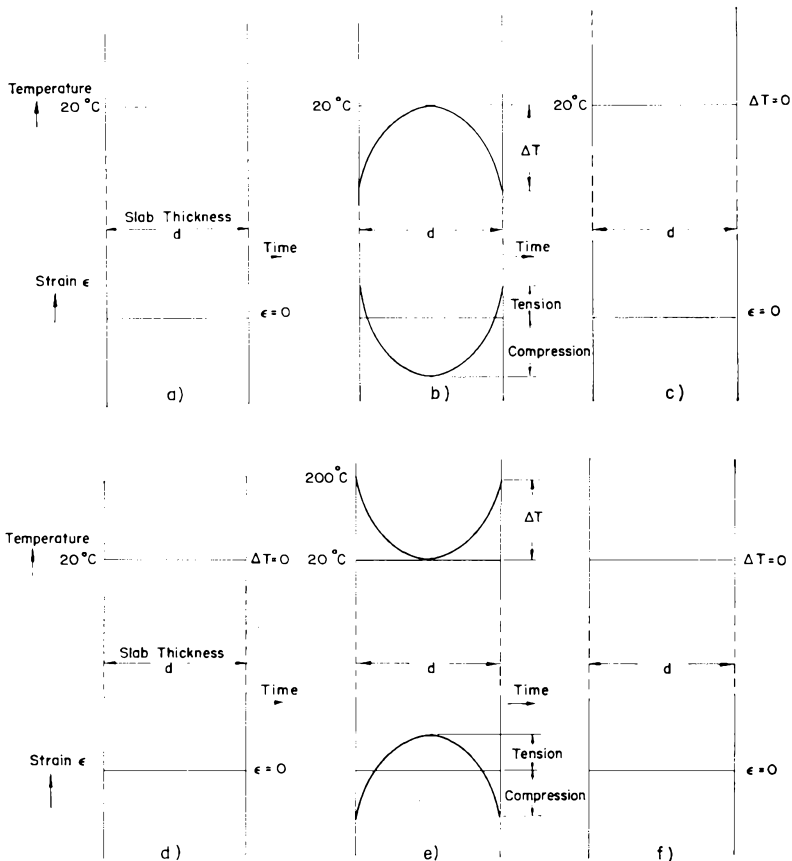 Temperature
20 °C
Slab Thickness
d
Time
Strain ϵ
ϵ = 0
a)
20 °C
ΔT
d
Time
Tension
Compression
b)
20 °C
ΔT = 0
d
ϵ = 0
c)
Temperature
20 °C
ΔT = 0
Slab Thickness
d
Time
Strain ϵ
ϵ = 0
d)
200 °C
ΔT
20 °C
d
Time
Tension
Compression
e)
ΔT = 0
d
ϵ = 0
f)